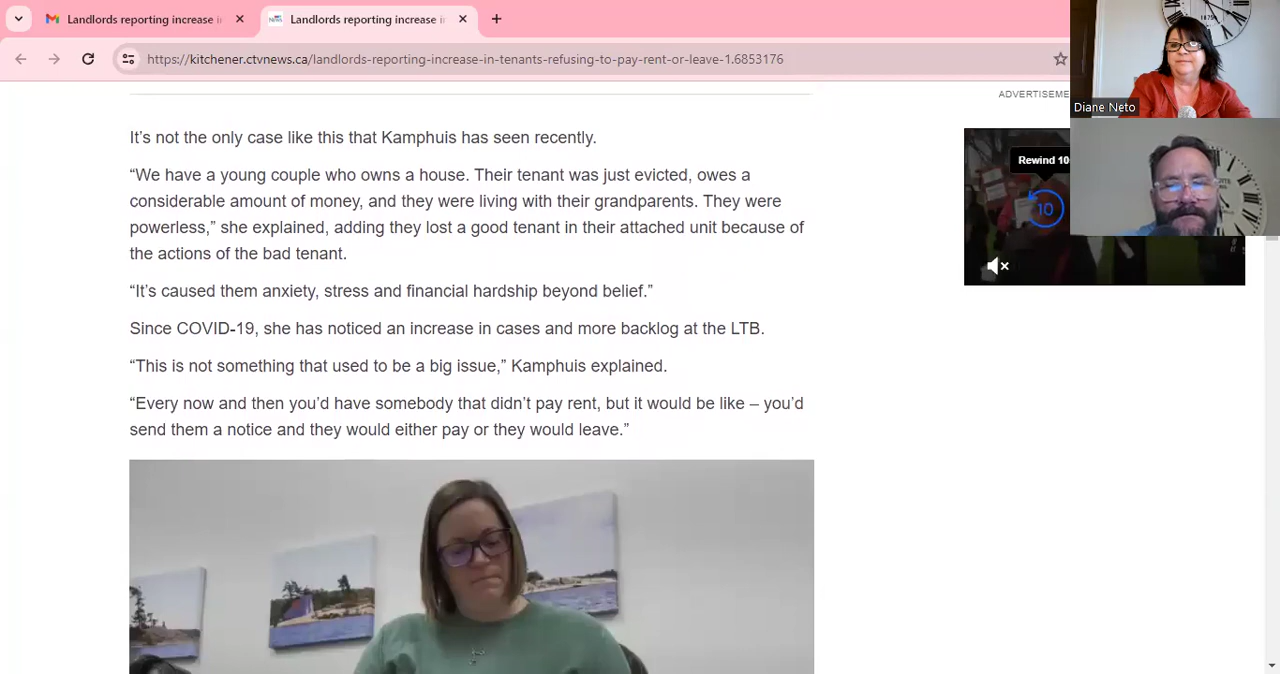 Landlords reporting increase i
Landlords reporting increase i
https://kitchener.ctvnews.ca/landlords-reporting-increase-in-tenants-refusing-to-pay-rent-or-leave-1.6853176
Diane Neto
ADVERTISEME
Rewind 10
10
It’s not the only case like this that Kamphuis has seen recently.
“We have a young couple who owns a house. Their tenant was just evicted, owes a
considerable amount of money, and they were living with their grandparents. They were
powerless,” she explained, adding they lost a good tenant in their attached unit because of
the actions of the bad tenant.
“It’s caused them anxiety, stress and financial hardship beyond belief.”
Since COVID-19, she has noticed an increase in cases and more backlog at the LTB.
“This is not something that used to be a big issue,” Kamphuis explained.
“Every now and then you’d have somebody that didn’t pay rent, but it would be like – you’d
send them a notice and they would either pay or they would leave.”